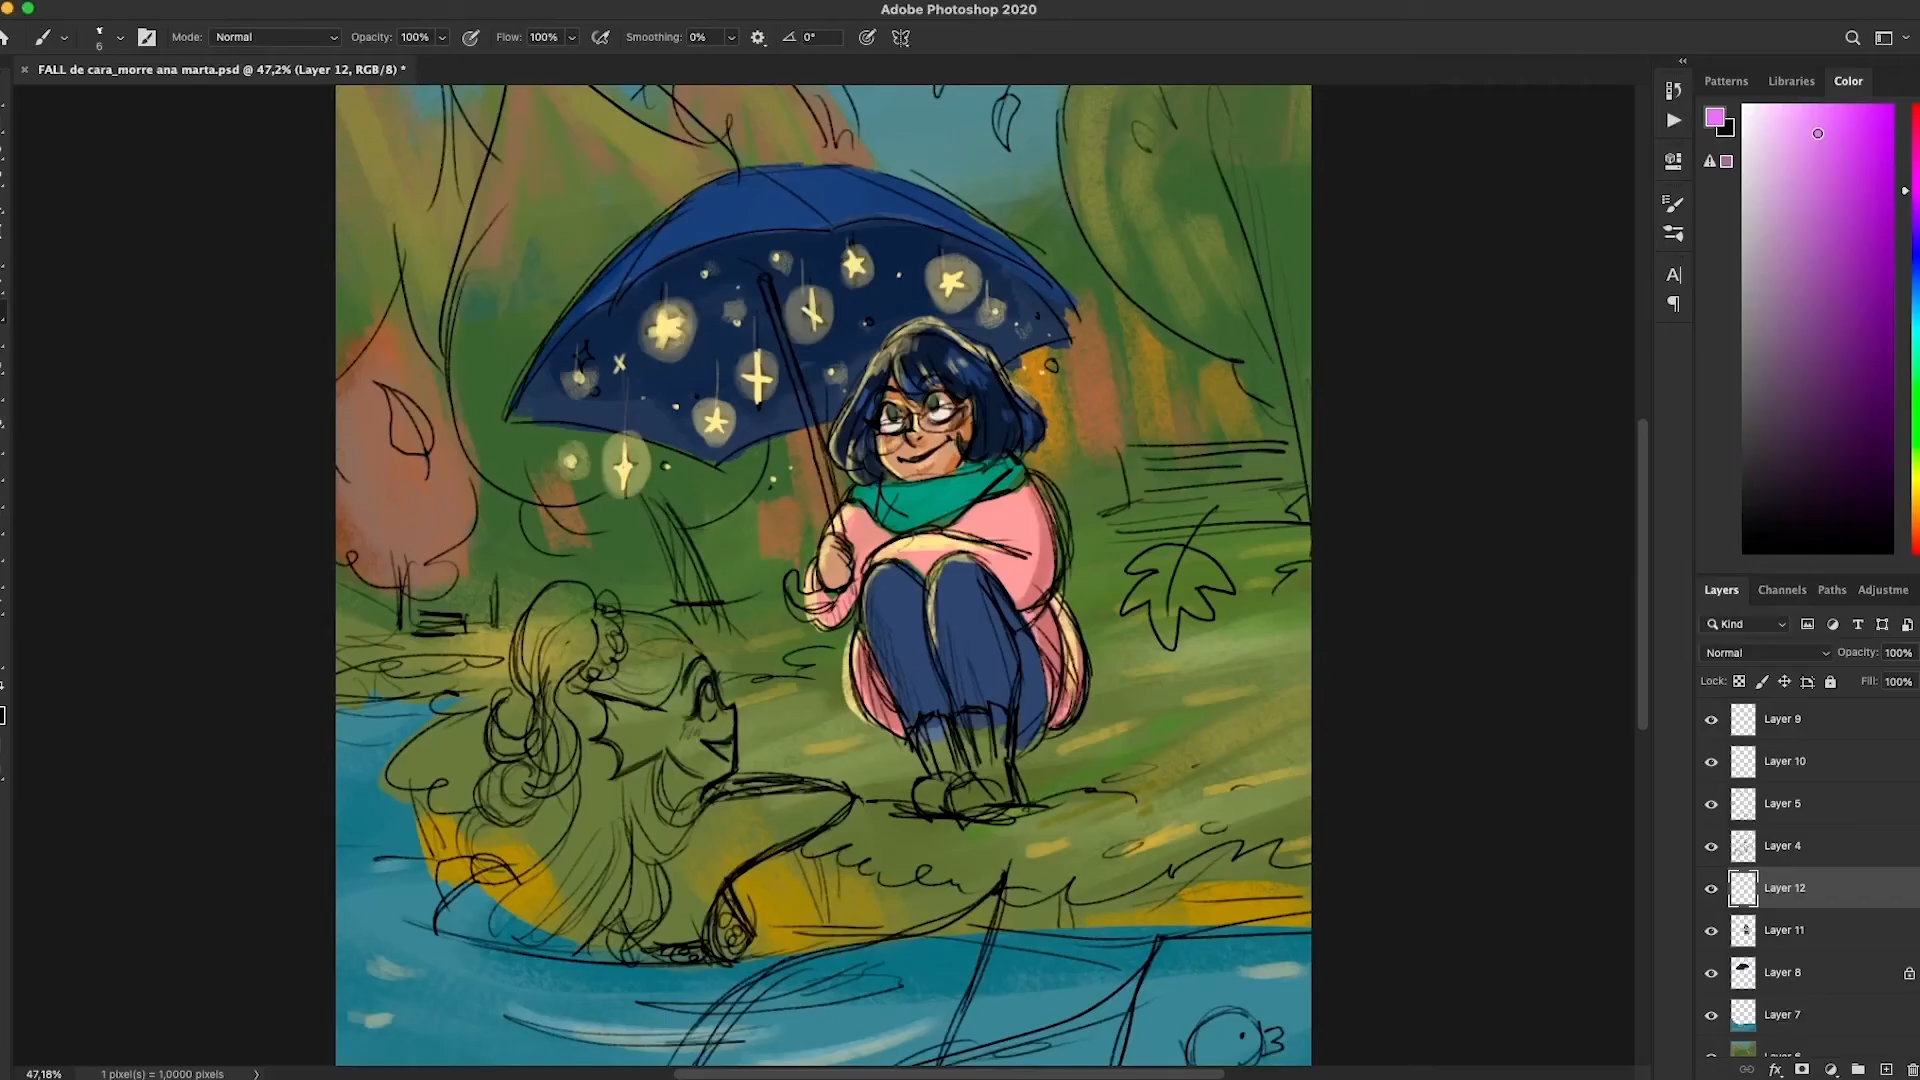 Adobe Photoshop 2020
6 Mode: Normal Opacity: 100% Flow: 100% Smoothing: 0% 0°
FALL de cara_morre ana marta.psd @ 47,2% (Layer 12, RGB/8) *
Patterns Libraries Color
Layers Channels Paths Adjustme
Kind
Normal Opacity: 100%
Lock: Fill: 100%
Layer 9
Layer 10
Layer 5
Layer 4
Layer 12
Layer 11
Layer 8
Layer 7
47,18% 1 pixel(s) = 1,0000 pixels